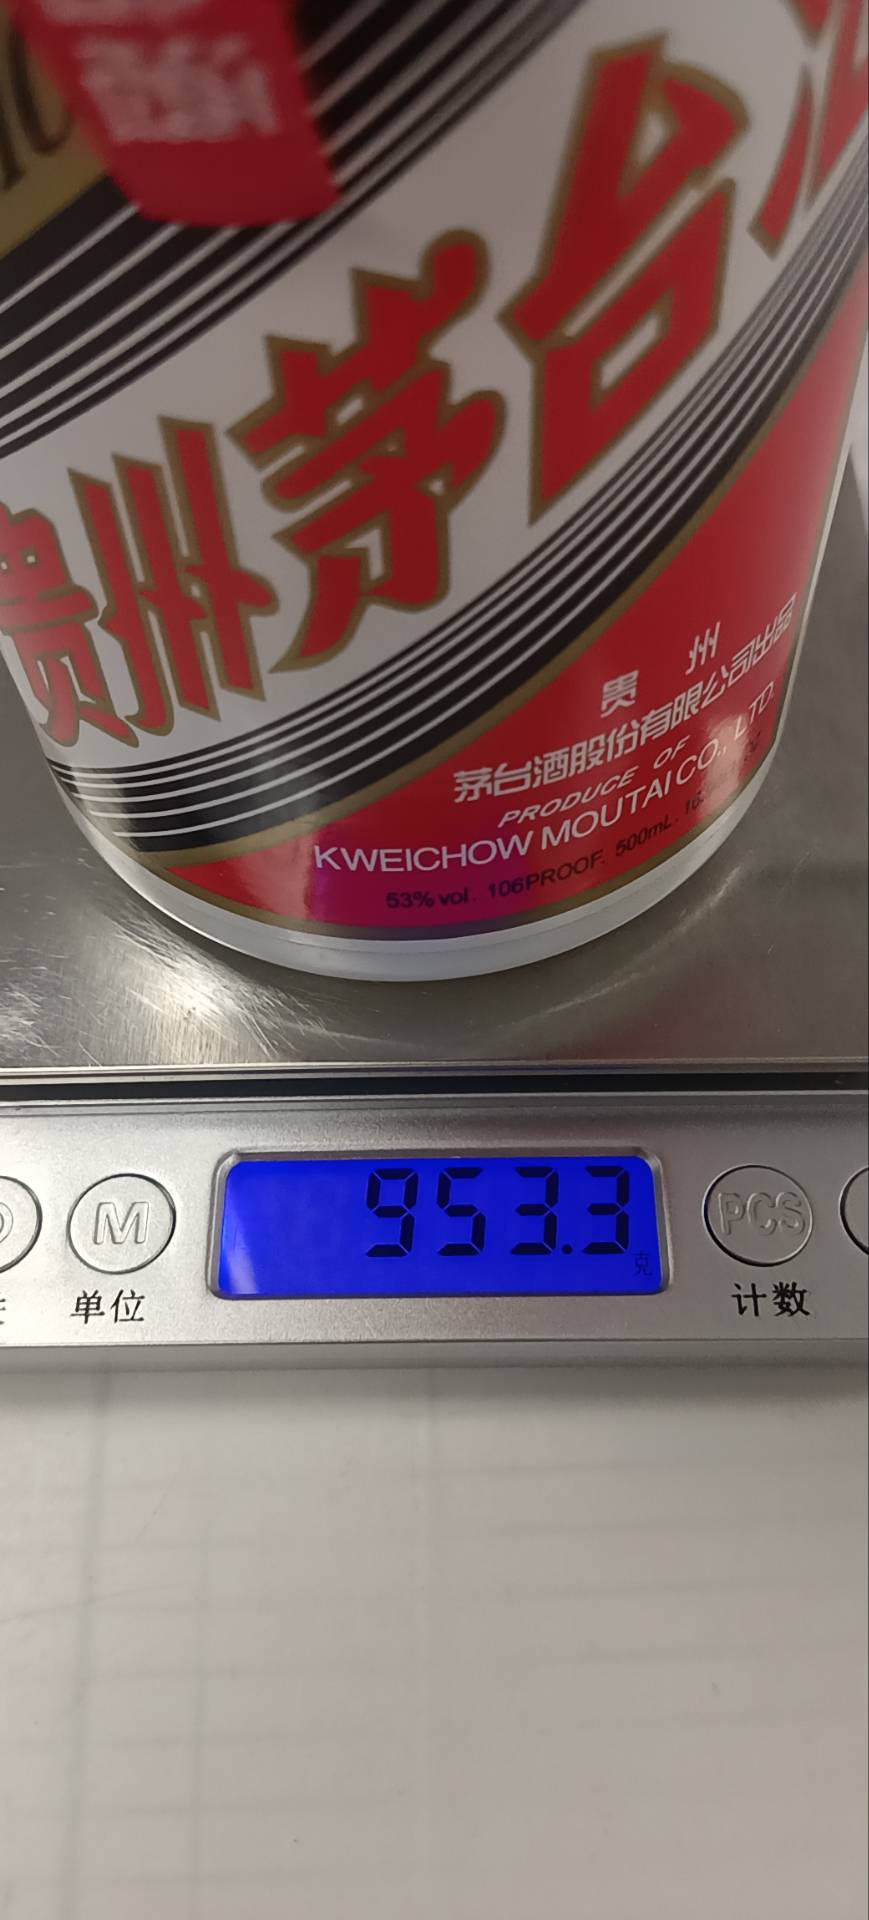 贵州茅台
贵州
茅台酒股份有限公司出品
PRODUCE OF
KWEICHOW MOUTAI CO., LTD.
53% vol. 106PROOF. 500mL.
953.3
克
M
PCS
单位
计数